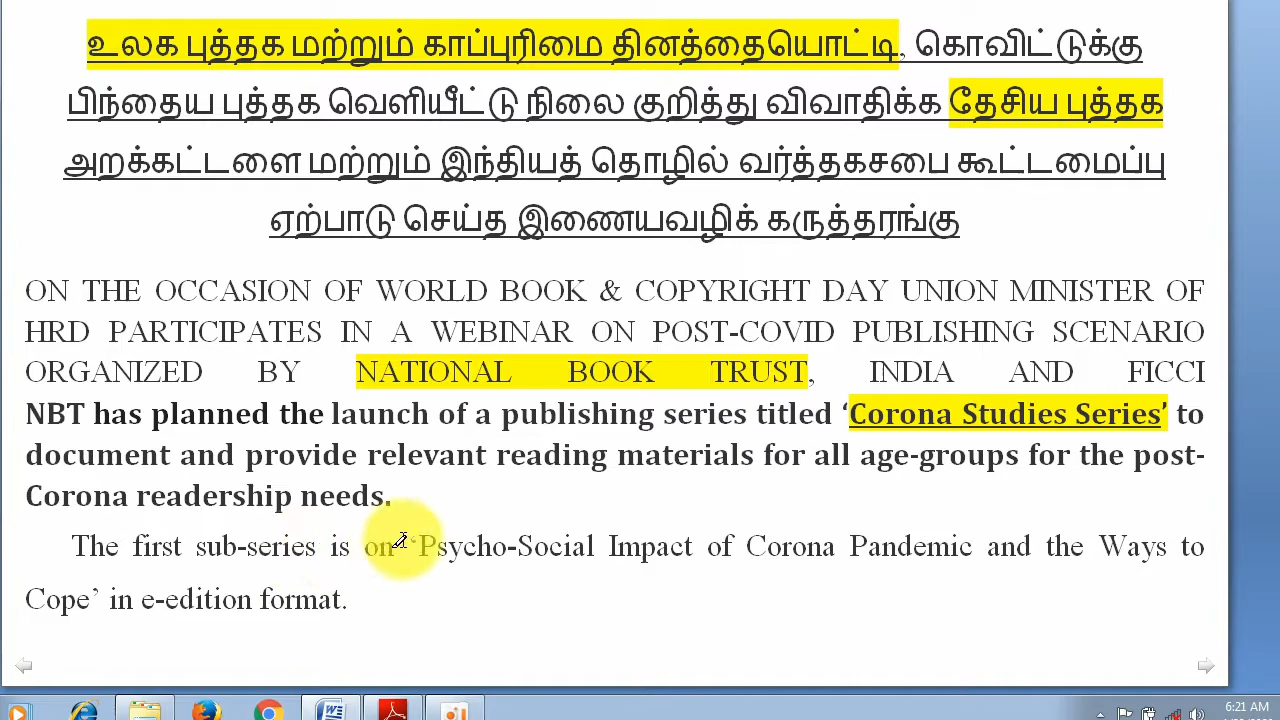 உலக புத்தக மற்றும் காப்புரிமை தினத்தையொட்டி, கொவிட்டுக்கு
பிந்தைய புத்தக வெளியீட்டு நிலை குறித்து விவாதிக்க தேசிய புத்தக
அறக்கட்டளை மற்றும் இந்தியத் தொழில் வர்த்தகசபை கூட்டமைப்பு
ஏற்பாடு செய்த இணையவழிக் கருத்தரங்கு
ON THE OCCASION OF WORLD BOOK & COPYRIGHT DAY UNION MINISTER OF
HRD PARTICIPATES IN A WEBINAR ON POST-COVID PUBLISHING SCENARIO
ORGANIZED BY NATIONAL BOOK TRUST, INDIA AND FICCI
NBT has planned the launch of a publishing series titled ‘Corona Studies Series’ to
document and provide relevant reading materials for all age-groups for the post-
Corona readership needs.
The first sub-series is on ‘Psycho-Social Impact of Corona Pandemic and the Ways to
Cope’ in e-edition format.
6:21 AM